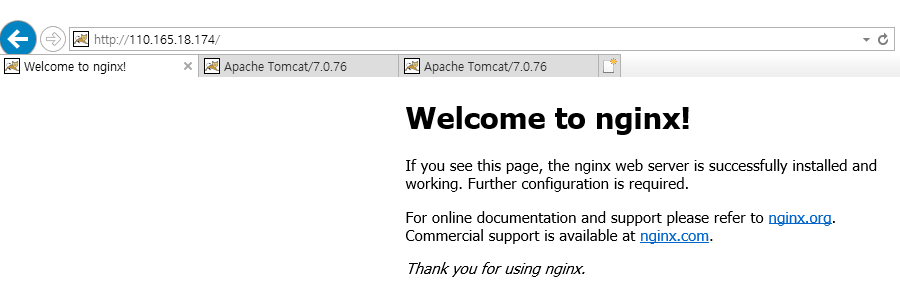 http://110.165.18.174/
Welcome to nginx! Apache Tomcat/7.0.76 Apache Tomcat/7.0.76
Welcome to nginx!
If you see this page, the nginx web server is successfully installed and
working. Further configuration is required.
For online documentation and support please refer to nginx.org.
Commercial support is available at nginx.com.
Thank you for using nginx.